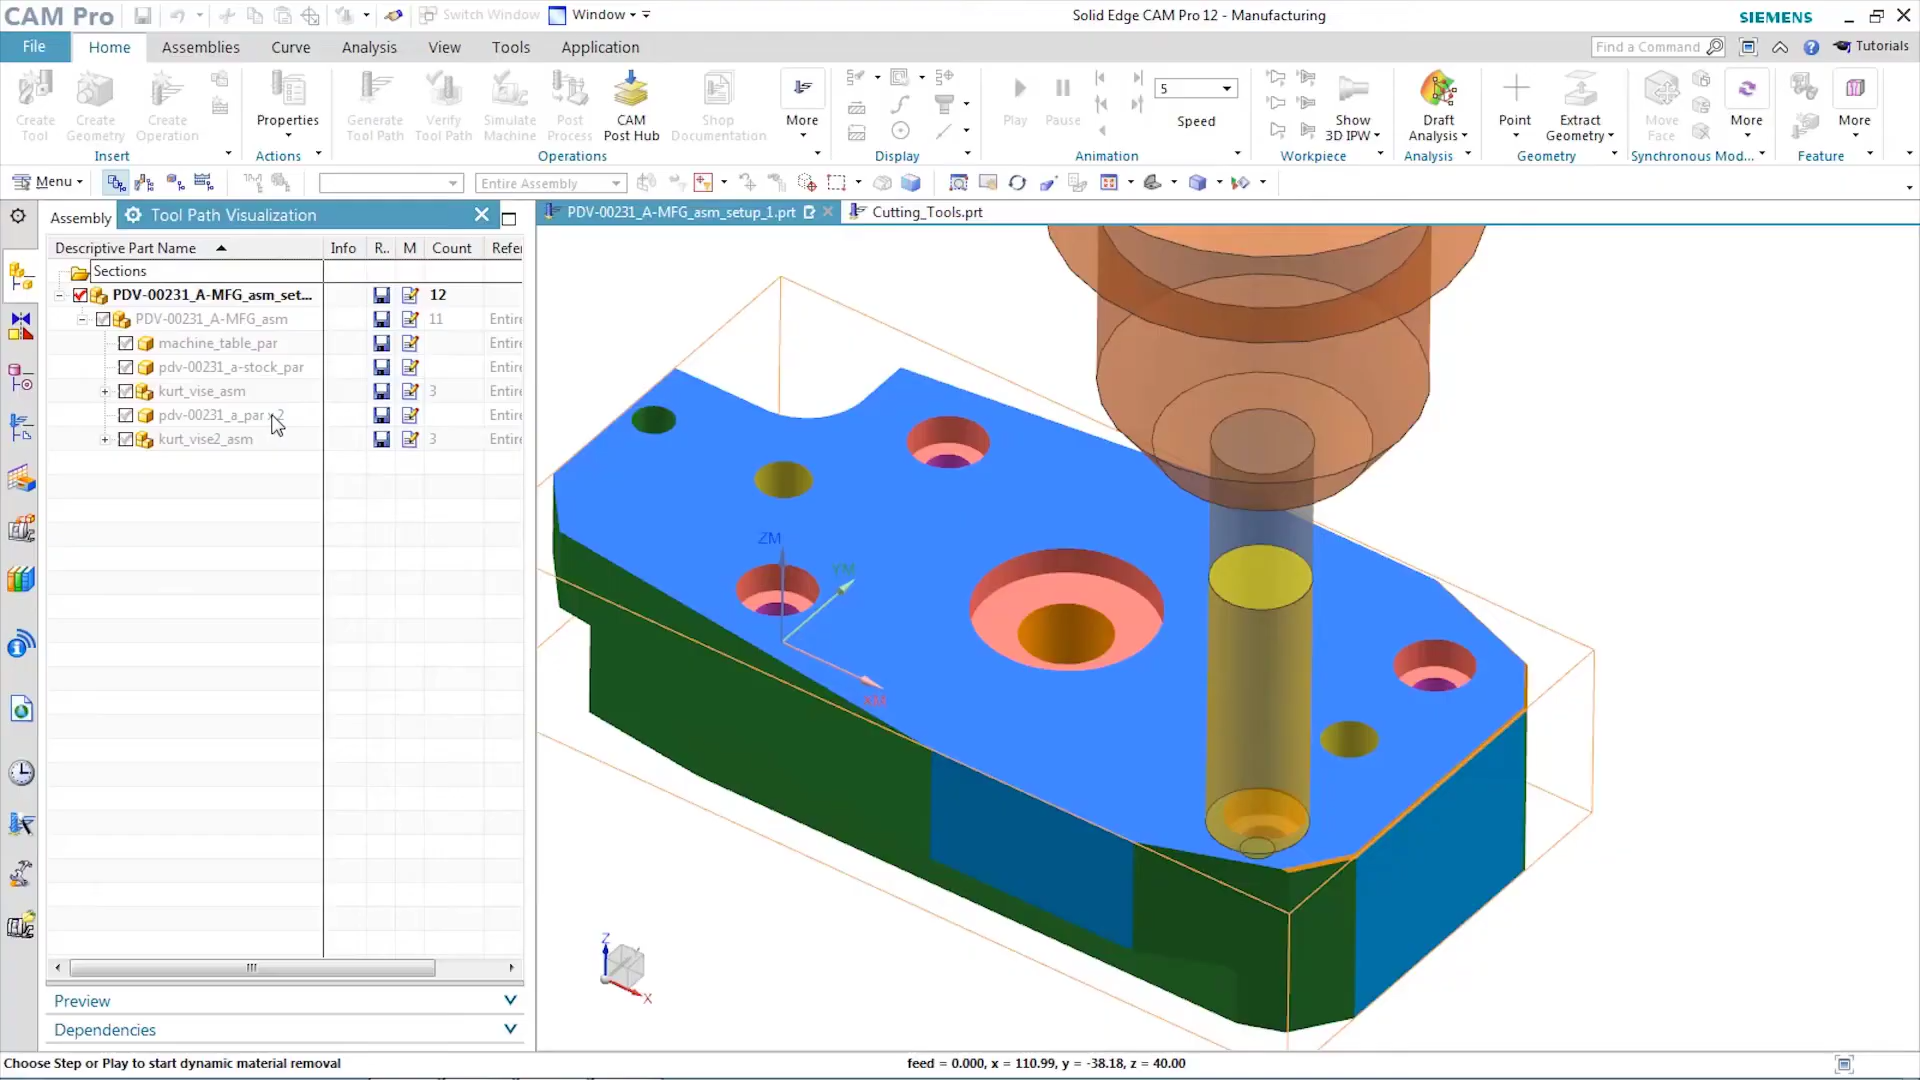 CAM Pro
Switch Window
Window
Solid Edge CAM Pro 12 - Manufacturing
SIEMENS
File
Home
Assemblies
Curve
Analysis
View
Tools
Application
Find a Command
Tutorials
Create Tool
Create Geometry
Create Operation
Properties
Generate Tool Path
Verify Tool Path
Simulate Machine
Post Process
CAM Post Hub
Shop Documentation
More
Play
Pause
5
Speed
Show 3D IPW
Draft Analysis
Point
Extract Geometry
Move Face
More
More
Insert
Actions
Operations
Display
Animation
Workpiece
Analysis
Geometry
Synchronous Mod...
Feature
Menu
Entire Assembly
Assembly
Tool Path Visualization
PDV-00231_A-MFG_asm_setup_1.prt
Cutting_Tools.prt
Descriptive Part Name
Info
R..
M
Count
Refe
Sections
PDV-00231_A-MFG_asm_set...
12
PDV-00231_A-MFG_asm
11
Entire
machine_table_par
pdv-00231_a-stock_par
kurt_vise_asm
3
Entire
pdv-00231_a_par x 2
Entire
kurt_vise2_asm
3
Entire
ZM
YM
XM
Z
X
Preview
Dependencies
Choose Step or Play to start dynamic material removal
feed = 0.000, x = 110.99, y = -38.18, z = 40.00